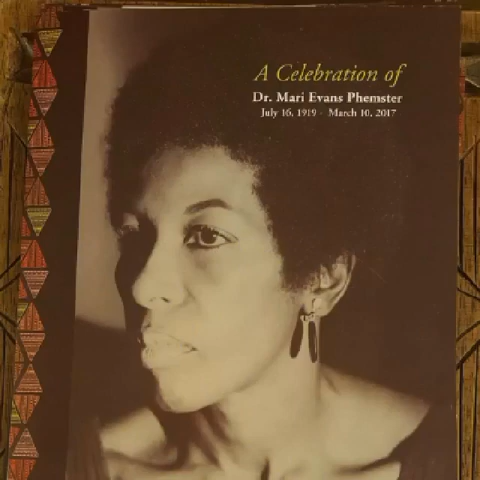 A Celebration of
Dr. Mari Evans Phemster
July 16, 1919 - March 10, 2017